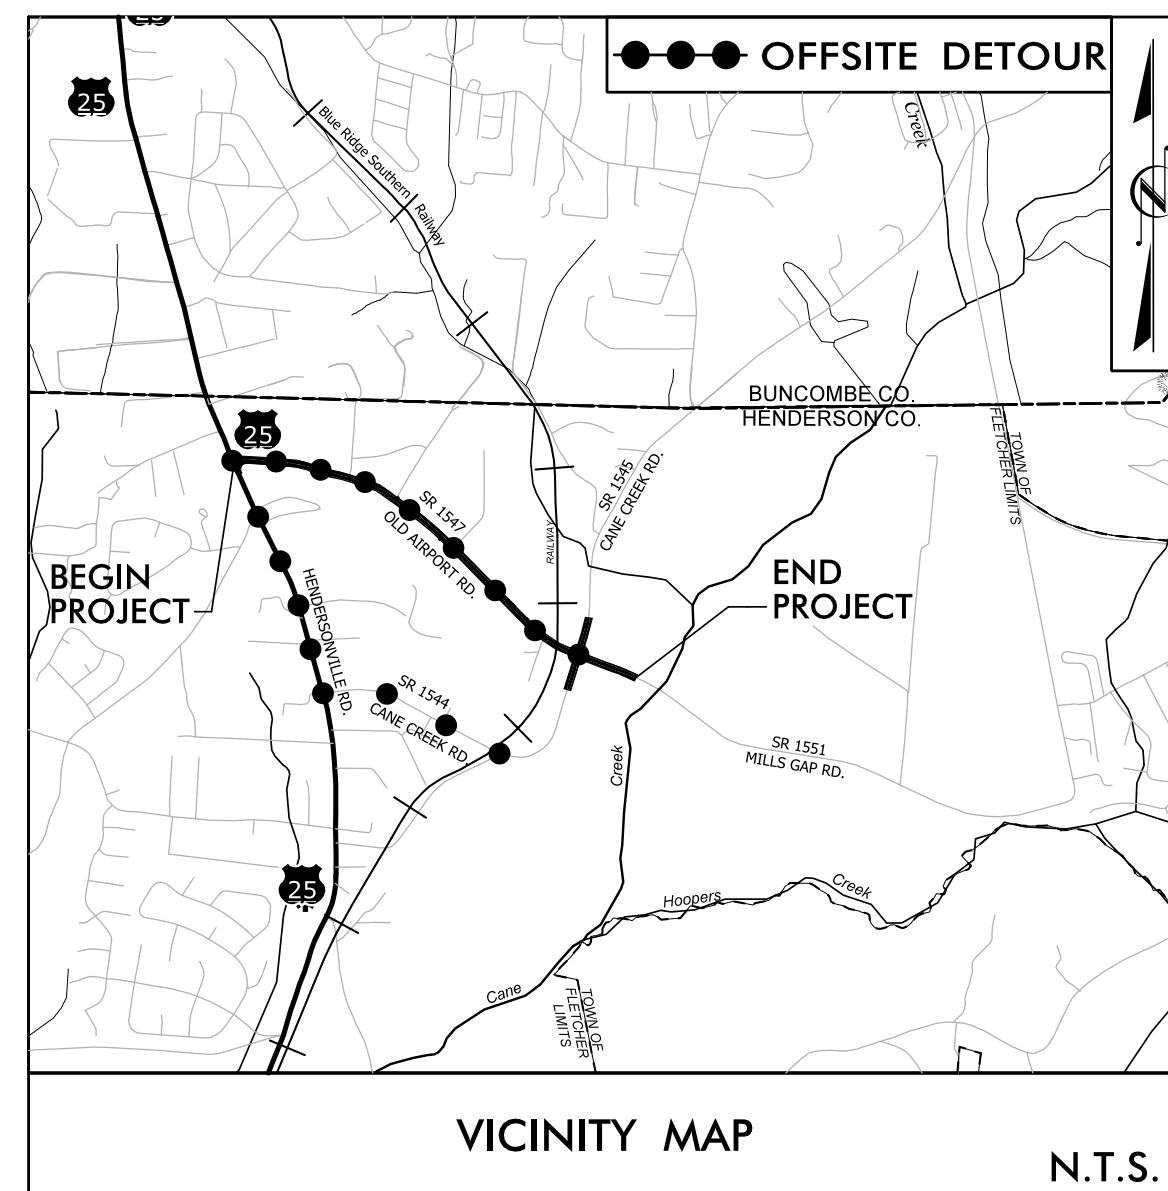 25
OFFSITE DETOUR
25
Creek
Blue Ridge Southern
Railway
N
BUNCOMBE CO.
HENDERSON CO.
25
TOWN OF
FLETCHER LIMITS
SR 1545
CANE CREEK RD.
SR 1547
OLD AIRPORT RD.
RAILWAY
BEGIN
PROJECT
END
PROJECT
HENDERSONVILLE RD.
SR 1544
CANE CREEK RD.
SR 1551
MILLS GAP RD.
Creek
25
Hoopers
Creek
Cane
TOWN OF
FLETCHER
LIMITS
VICINITY MAP
N.T.S.